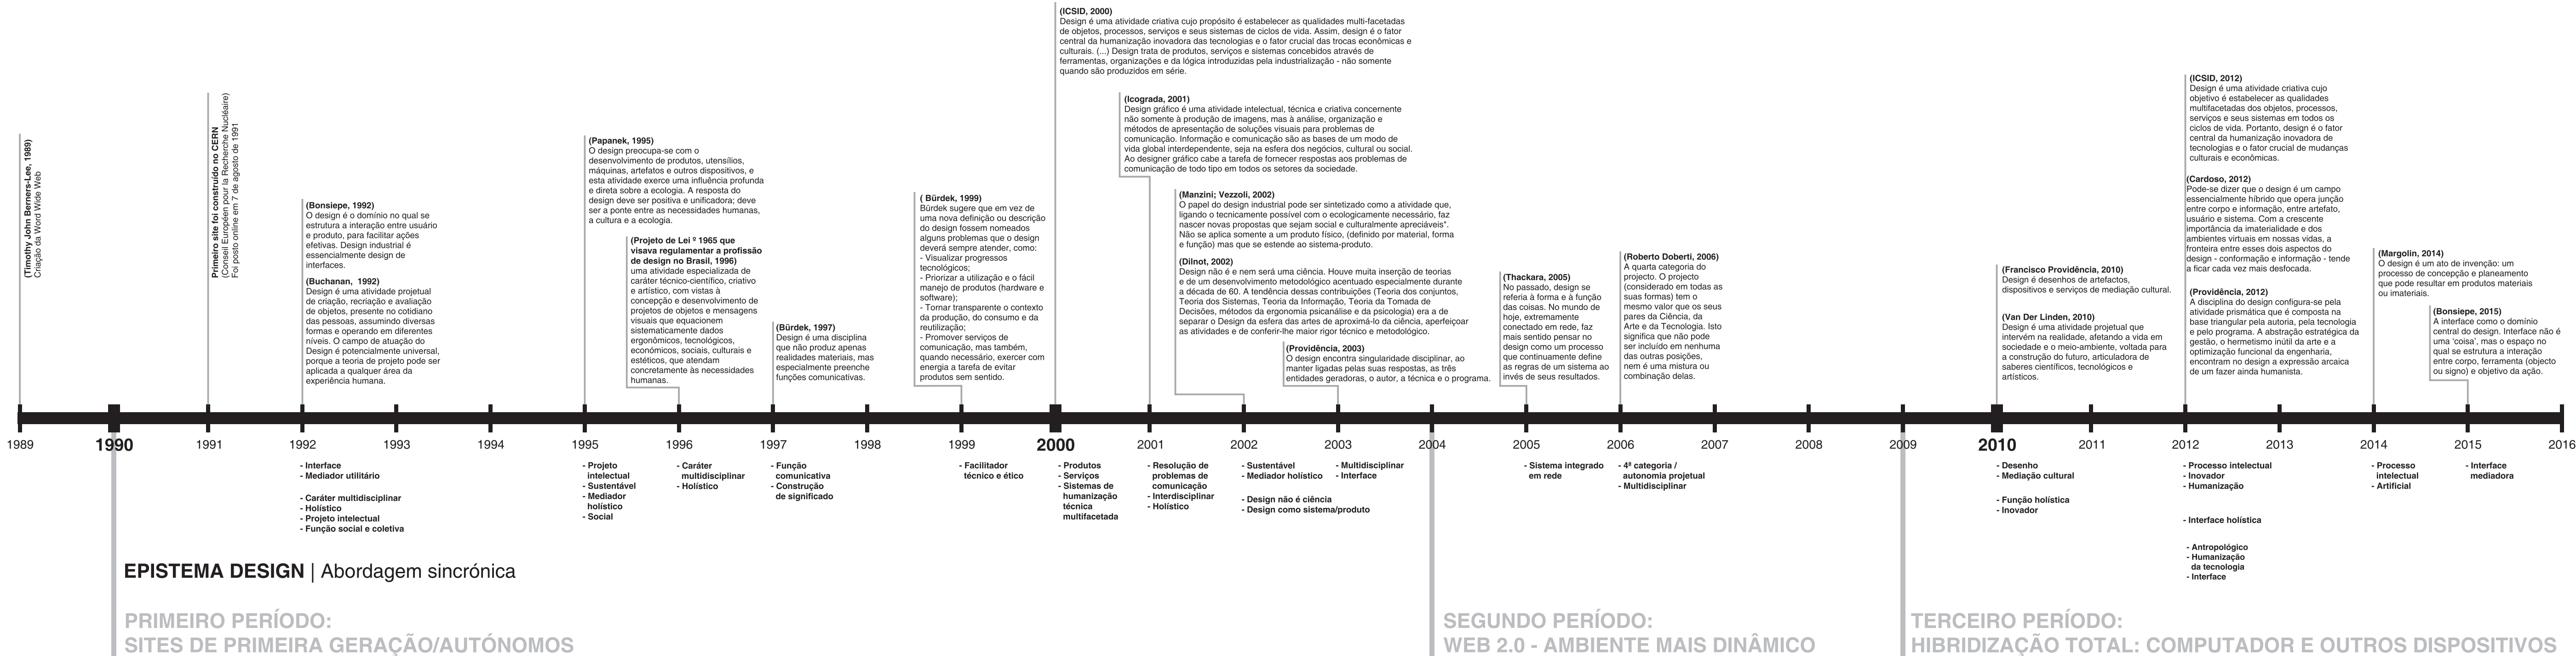 (Timothy John Berners-Lee, 1989)
Criação da Word Wide Web
Primeiro site foi construído no CERN
(Conseil Européen pour la Recherche Nucléaire)
Foi posto online em 7 de agosto de 1991
(Bonsiepe, 1992)
O design é o domínio no qual se
estrutura a interação entre usuário
e produto, para facilitar ações
efetivas. Design industrial é
essencialmente design de
interfaces.
(Buchanan, 1992)
Design é uma atividade projetual
de criação, recriação e avaliação
de objetos, presente no cotidiano
das pessoas, assumindo diversas
formas e operando em diferentes
níveis. O campo de atuação do
Design é potencialmente universal,
porque a teoria de projeto pode ser
aplicada a qualquer área da
experiência humana.
(Papanek, 1995)
O design preocupa-se com o
desenvolvimento de produtos, utensílios,
máquinas, artefatos e outros dispositivos, e
esta atividade exerce uma influência profunda
e direta sobre a ecologia. A resposta do
design deve ser positiva e unificadora; deve
ser a ponte entre as necessidades humanas,
a cultura e a ecologia.
(Projeto de Lei º 1965 que
visava regulamentar a profissão
de design no Brasil, 1996)
uma atividade especializada de
caráter técnico-científico, criativo
e artístico, com vistas à
concepção e desenvolvimento de
projetos de objetos e mensagens
visuais que equacionem
sistematicamente dados
ergonômicos, tecnológicos,
económicos, sociais, culturais e
estéticos, que atendam
concretamente às necessidades
humanas.
(Bürdek, 1997)
Design é uma disciplina
que não produz apenas
realidades materiais, mas
especialmente preenche
funções comunicativas.
( Bürdek, 1999)
Bürdek sugere que em vez de
uma nova definição ou descrição
do design fossem nomeados
alguns problemas que o design
deverá sempre atender, como:
- Visualizar progressos
tecnológicos;
- Priorizar a utilização e o fácil
manejo de produtos (hardware e
software);
- Tornar transparente o contexto
da produção, do consumo e da
reutilização;
- Promover serviços de
comunicação, mas também,
quando necessário, exercer com
energia a tarefa de evitar
produtos sem sentido.
(ICSID, 2000)
Design é uma atividade criativa cujo propósito é estabelecer as qualidades multi-facetadas
de objetos, processos, serviços e seus sistemas de ciclos de vida. Assim, design é o fator
central da humanização inovadora das tecnologias e o fator crucial das trocas econômicas e
culturais. (...) Design trata de produtos, serviços e sistemas concebidos através de
ferramentas, organizações e da lógica introduzidas pela industrialização - não somente
quando são produzidos em série.
(Icograda, 2001)
Design gráfico é uma atividade intelectual, técnica e criativa concernente
não somente à produção de imagens, mas à análise, organização e
métodos de apresentação de soluções visuais para problemas de
comunicação. Informação e comunicação são as bases de um modo de
vida global interdependente, seja na esfera dos negócios, cultural ou social.
Ao designer gráfico cabe a tarefa de fornecer respostas aos problemas de
comunicação de todo tipo em todos os setores da sociedade.
(Manzini; Vezzoli, 2002)
O papel do design industrial pode ser sintetizado como a atividade que,
ligando o tecnicamente possível com o ecologicamente necessário, faz
nascer novas propostas que sejam social e culturalmente apreciáveis".
Não se aplica somente a um produto físico, (definido por material, forma
e função) mas que se estende ao sistema-produto.
(Dilnot, 2002)
Design não é e nem será uma ciência. Houve muita inserção de teorias
e de um desenvolvimento metodológico acentuado especialmente durante
a década de 60. A tendência dessas contribuições (Teoria dos conjuntos,
Teoria dos Sistemas, Teoria da Informação, Teoria da Tomada de
Decisões, métodos da ergonomia psicanálise e da psicologia) era a de
separar o Design da esfera das artes de aproximá-lo da ciência, aperfeiçoar
as atividades e de conferir-lhe maior rigor técnico e metodológico.
(Providência, 2003)
O design encontra singularidade disciplinar, ao
manter ligadas pelas suas respostas, as três
entidades geradoras, o autor, a técnica e o programa.
(Thackara, 2005)
No passado, design se
referia à forma e à função
das coisas. No mundo de
hoje, extremamente
conectado em rede, faz
mais sentido pensar no
design como um processo
que continuamente define
as regras de um sistema ao
invés de seus resultados.
(Roberto Doberti, 2006)
A quarta categoria do
projecto. O projecto
(considerado em todas as
suas formas) tem o
mesmo valor que os seus
pares da Ciência, da
Arte e da Tecnologia. Isto
significa que não pode
ser incluído em nenhuma
das outras posições,
nem é uma mistura ou
combinação delas.
(Francisco Providência, 2010)
Design é desenhos de artefactos,
dispositivos e serviços de mediação cultural.
(Van Der Linden, 2010)
Design é uma atividade projetual que
intervém na realidade, afetando a vida em
sociedade e o meio-ambiente, voltada para
a construção do futuro, articuladora de
saberes científicos, tecnológicos e
artísticos.
(ICSID, 2012)
Design é uma atividade criativa cujo
objetivo é estabelecer as qualidades
multifacetadas dos objetos, processos,
serviços e seus sistemas em todos os
ciclos de vida. Portanto, design é o fator
central da humanização inovadora de
tecnologias e o fator crucial de mudanças
culturais e econômicas.
(Cardoso, 2012)
Pode-se dizer que o design é um campo
essencialmente híbrido que opera junção
entre corpo e informação, entre artefato,
usuário e sistema. Com a crescente
importância da imaterialidade e dos
ambientes virtuais em nossas vidas, a
fronteira entre esses dois aspectos do
design - conformação e informação - tende
a ficar cada vez mais desfocada.
(Providência, 2012)
A disciplina do design configura-se pela
atividade prismática que é composta na
base triangular pela autoria, pela tecnologia
e pelo programa. A abstração estratégica da
gestão, o hermetismo inútil da arte e a
optimização funcional da engenharia,
encontram no design a expressão arcaica
de um fazer ainda humanista.
(Margolin, 2014)
O design é um ato de invenção: um
processo de concepção e planeamento
que pode resultar em produtos materiais
ou imateriais.
(Bonsiepe, 2015)
A interface como o domínio
central do design. Interface não é
uma 'coisa', mas o espaço no
qual se estrutura a interação
entre corpo, ferramenta (objecto
ou signo) e objetivo da ação.
1989 1990 1991 1992 1993 1994 1995 1996 1997 1998 1999 2000 2001 2002 2003 2004 2005 2006 2007 2008 2009 2010 2011 2012 2013 2014 2015 2016
- Interface
- Mediador utilitário
- Caráter multidisciplinar
- Holístico
- Projeto intelectual
- Função social e coletiva
- Projeto
intelectual
- Sustentável
- Mediador
holístico
- Social
- Caráter
multidisciplinar
- Holístico
- Função
comunicativa
- Construção
de significado
- Facilitador
técnico e ético
- Produtos
- Serviços
- Sistemas de
humanização
técnica
multifacetada
- Resolução de
problemas de
comunicação
- Interdisciplinar
- Holístico
- Sustentável
- Mediador holístico
- Design não é ciência
- Design como sistema/produto
- Multidisciplinar
- Interface
- Sistema integrado
em rede
- 4ª categoria /
autonomia projetual
- Multidisciplinar
- Desenho
- Mediação cultural
- Função holística
- Inovador
- Processo intelectual
- Inovador
- Humanização
- Interface holística
- Antropológico
- Humanização
da tecnologia
- Interface
- Processo
intelectual
- Artificial
- Interface
mediadora
EPISTEMA DESIGN | Abordagem sincrónica
PRIMEIRO PERÍODO:
SITES DE PRIMEIRA GERAÇÃO/AUTÓNOMOS
SEGUNDO PERÍODO:
WEB 2.0 - AMBIENTE MAIS DINÂMICO
TERCEIRO PERÍODO:
HIBRIDIZAÇÃO TOTAL: COMPUTADOR E OUTROS DISPOSITIVOS